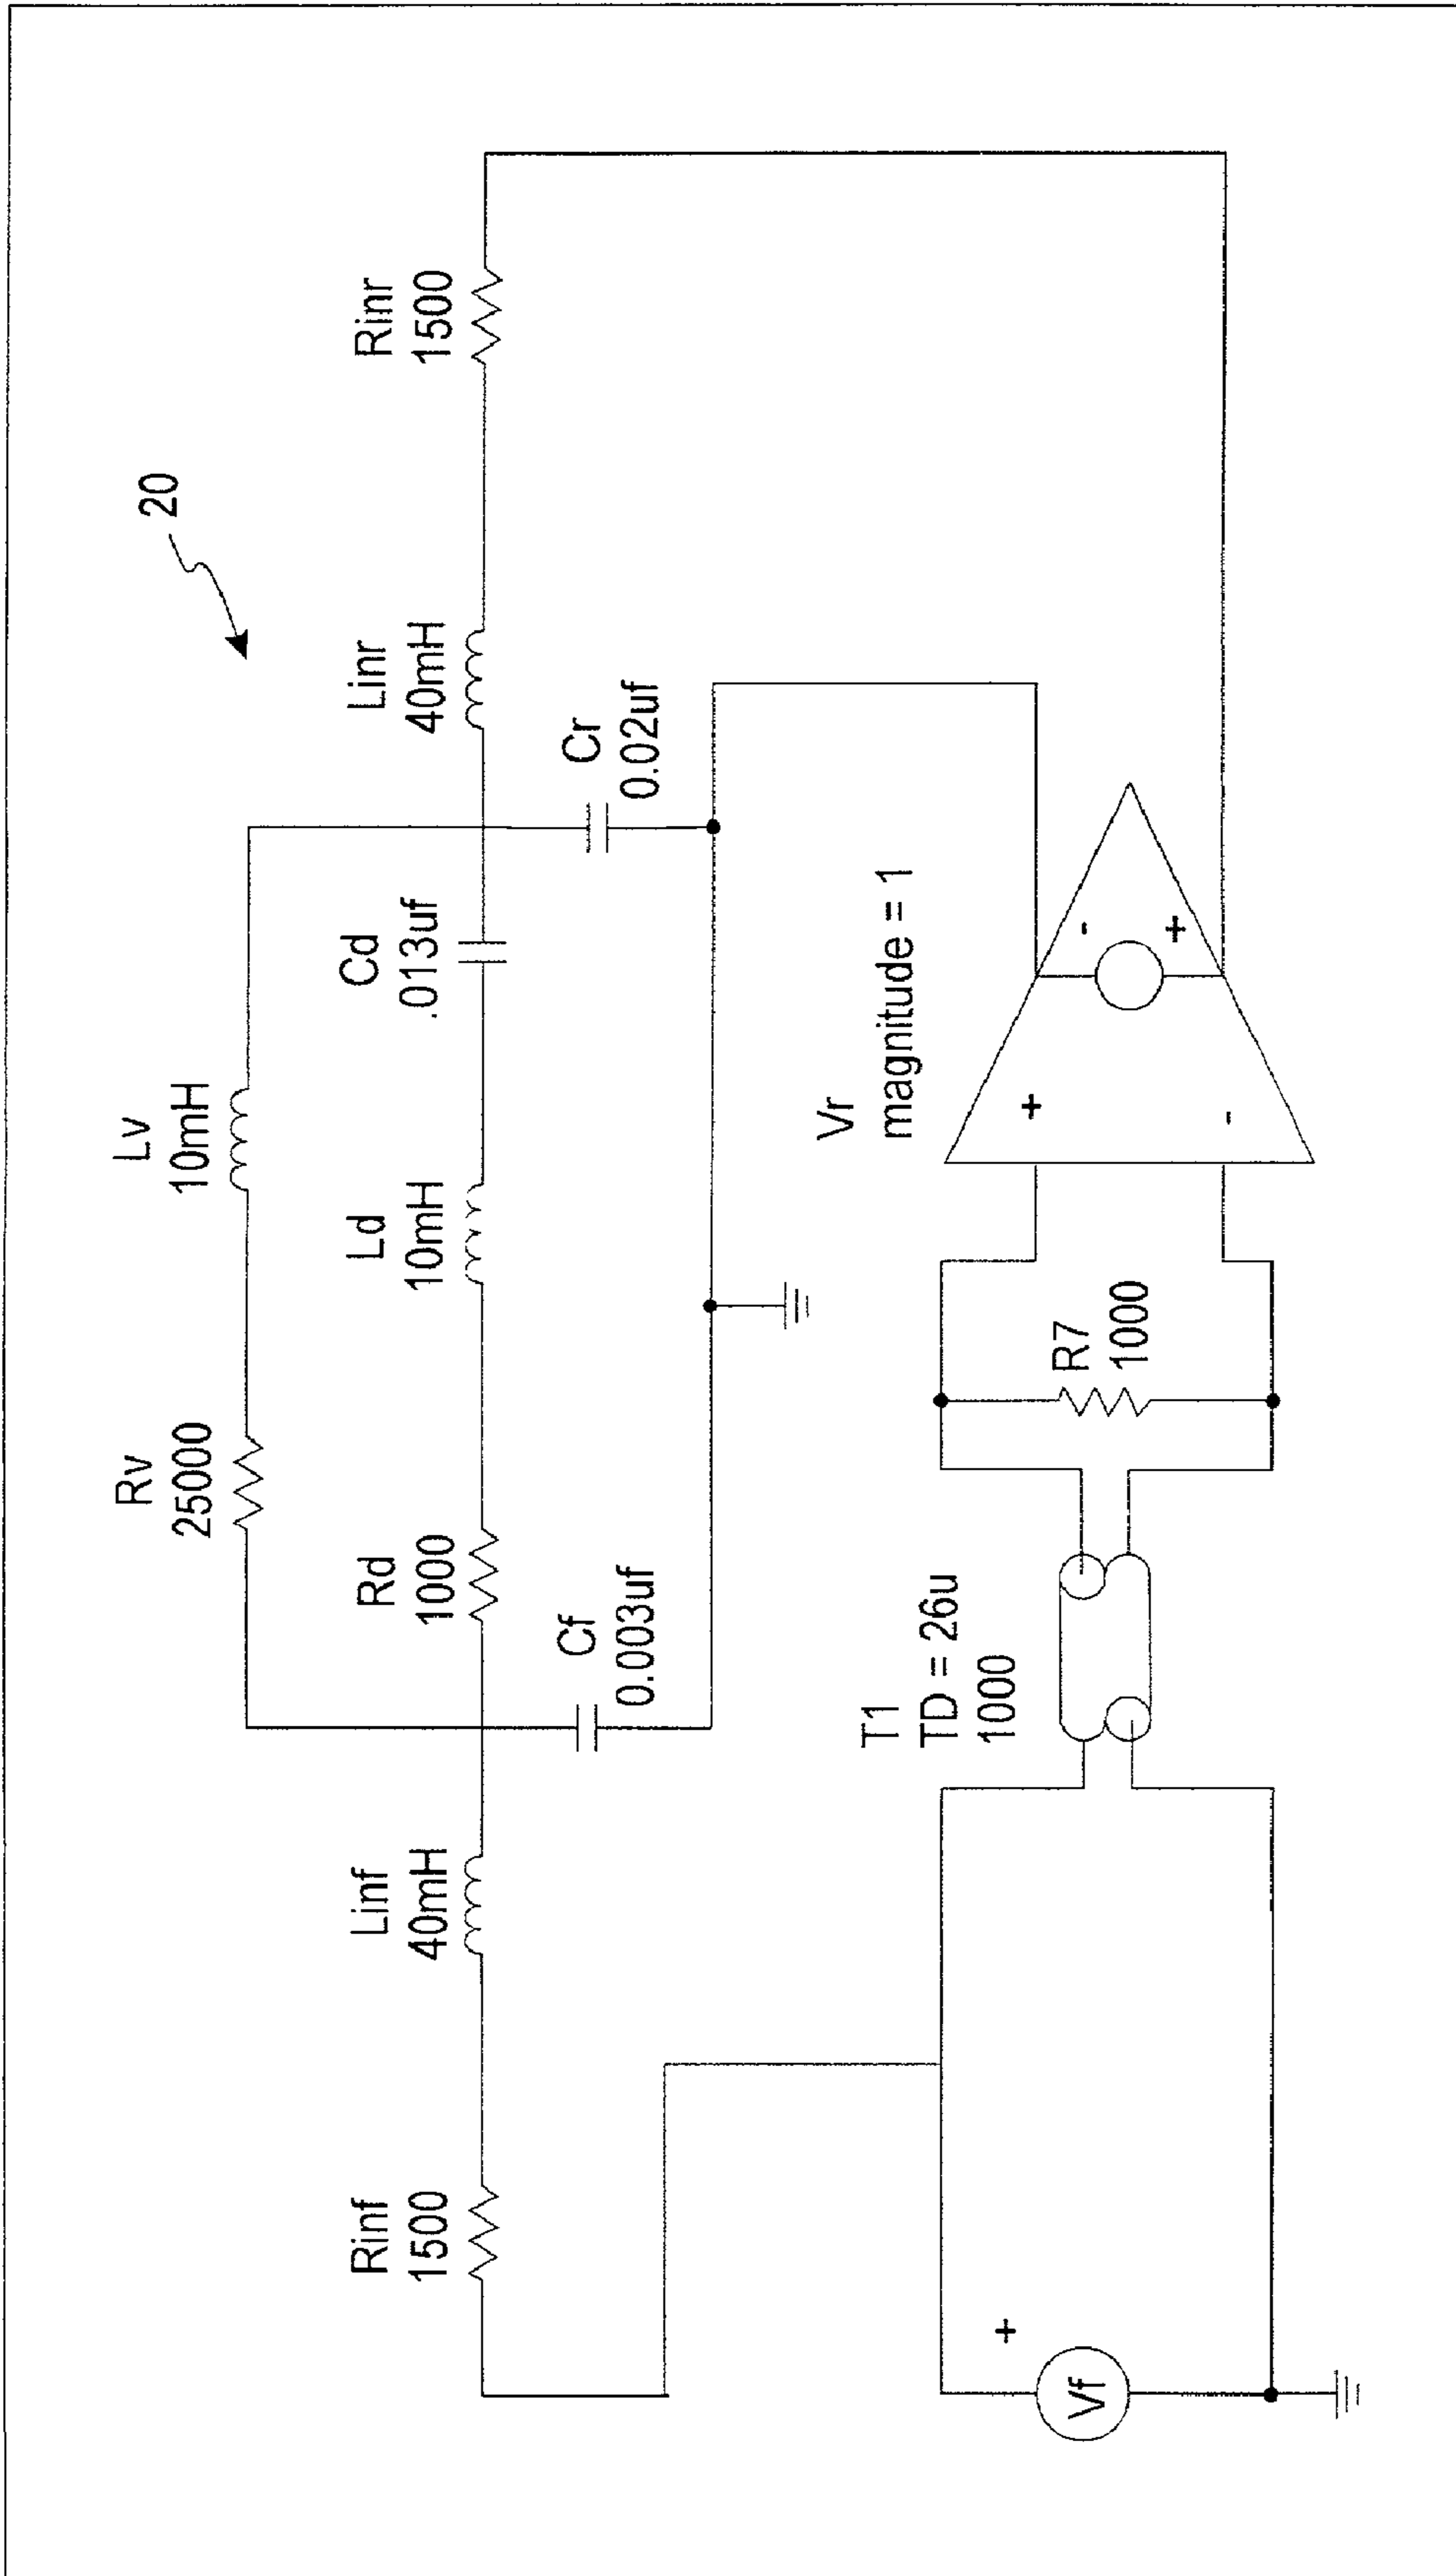 20
Rv
25000
Lv
10mH
Rinf
1500
Linf
40mH
Rd
1000
Ld
10mH
Cd
.013uf
Linr
40mH
Rinr
1500
Cf
0.003uf
Cr
0.02uf
Vr
magnitude = 1
T1
TD = 26u
1000
R7
1000
+
Vf
+
-
-
+